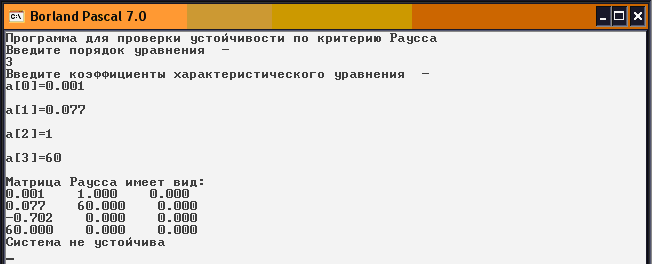 Borland Pascal 7.0
Программа для проверки устойчивости по критерию Раусса
Введите порядок уравнения -
3
Введите коэффициенты характеристического уравнения -
a[0]=0.001
a[1]=0.077
a[2]=1
a[3]=60
Матрица Раусса имеет вид:
0.001 1.000 0.000
0.077 60.000 0.000
-0.702 0.000 0.000
60.000 0.000 0.000
Система не устойчива